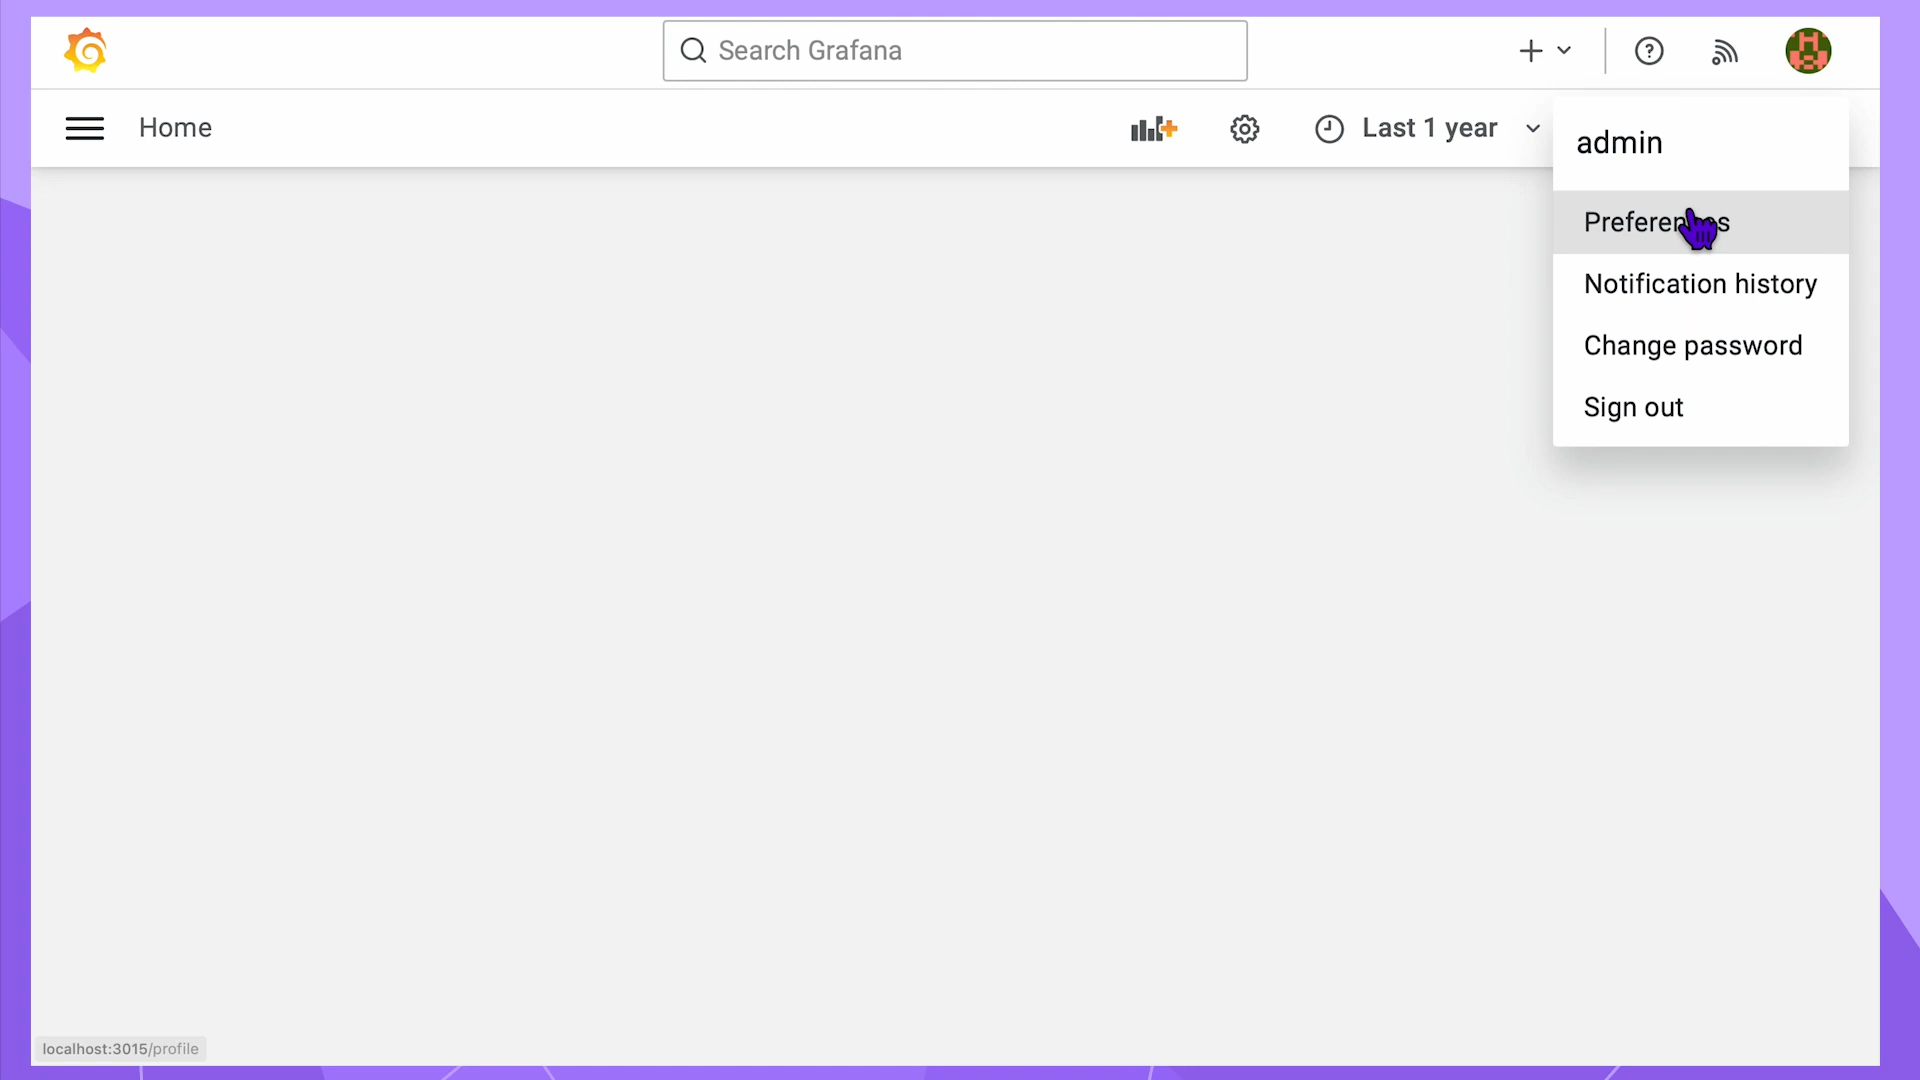 Search Grafana
Home
Last 1 year
admin
Preferences
Notification history
Change password
Sign out
localhost:3015/profile